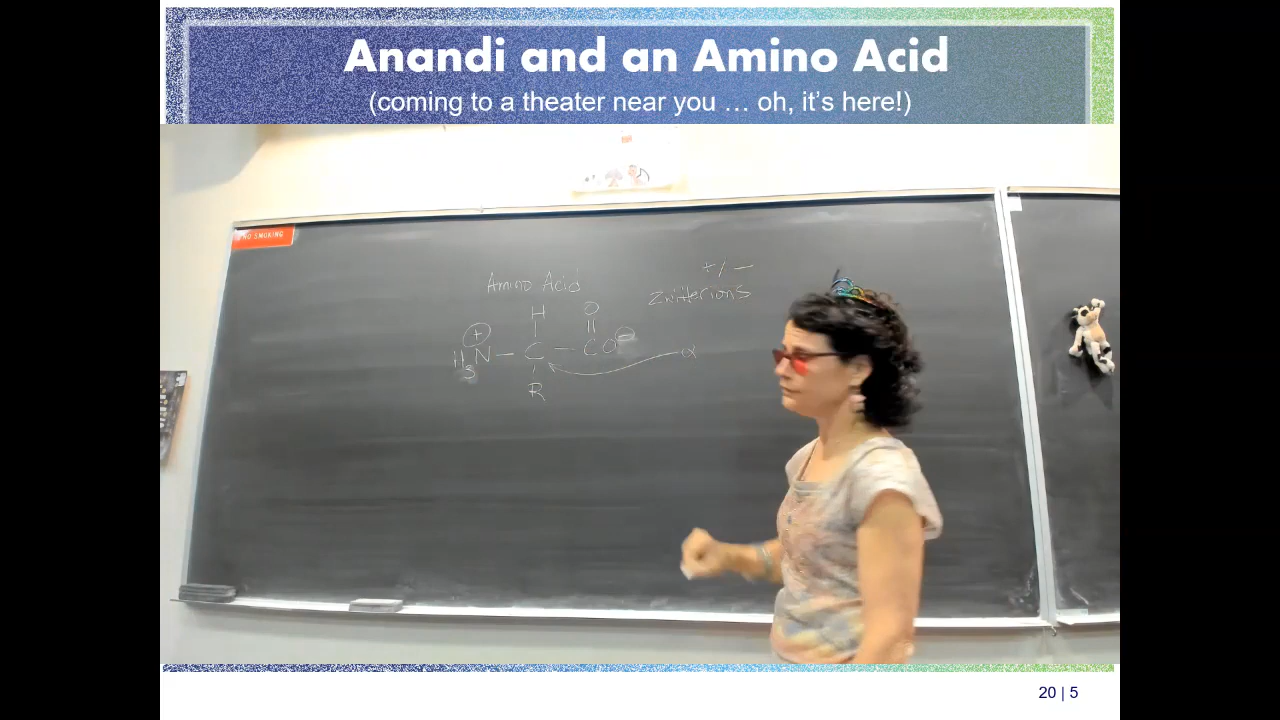 Anandi and an Amino Acid
(coming to a theater near you … oh, it's here!)
NO SMOKING
+/-
Amino Acid
Zwitterions
H O
⊕ | || ⊖
H₃N - C - CO α
|
R
20 | 5